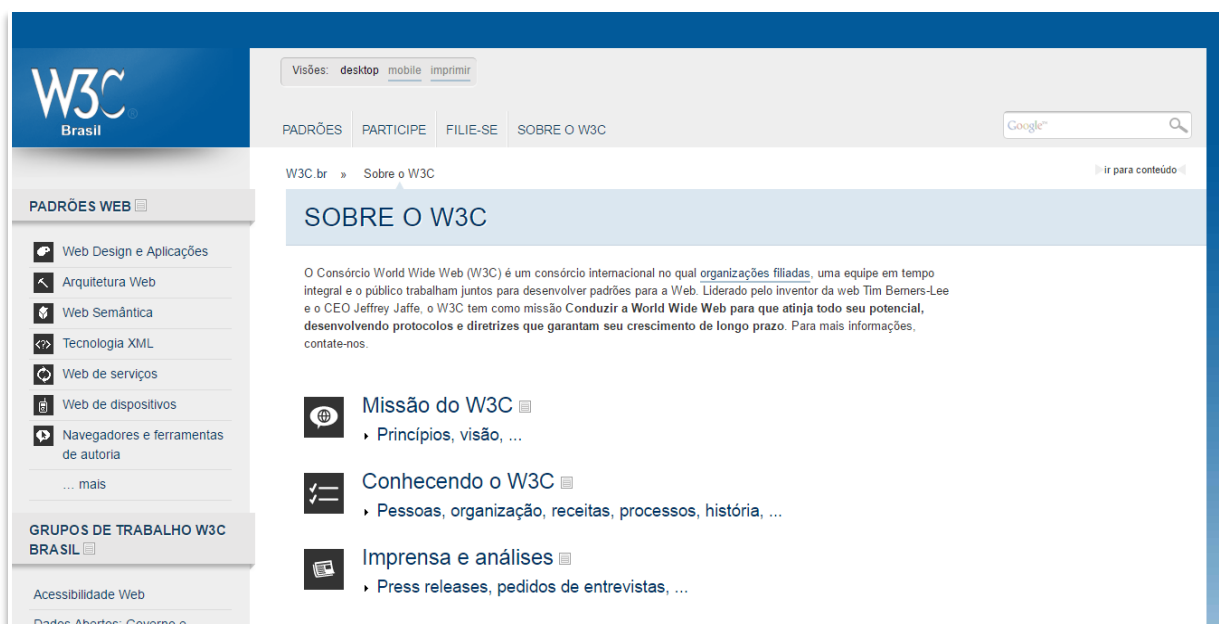 W3C®
Brasil
Visões: desktop mobile imprimir
PADRÕES PARTICIPE FILIE-SE SOBRE O W3C
Google™
W3C.br » Sobre o W3C
ir para conteúdo
PADRÕES WEB
Web Design e Aplicações
Arquitetura Web
Web Semântica
Tecnologia XML
Web de serviços
Web de dispositivos
Navegadores e ferramentas
de autoria
... mais
GRUPOS DE TRABALHO W3C
BRASIL
Acessibilidade Web
Dados Abertos: Governo e
SOBRE O W3C
O Consórcio World Wide Web (W3C) é um consórcio internacional no qual organizações filiadas, uma equipe em tempo
integral e o público trabalham juntos para desenvolver padrões para a Web. Liderado pelo inventor da web Tim Berners-Lee
e o CEO Jeffrey Jaffe, o W3C tem como missão Conduzir a World Wide Web para que atinja todo seu potencial,
desenvolvendo protocolos e diretrizes que garantam seu crescimento de longo prazo. Para mais informações,
contate-nos.
Missão do W3C
Princípios, visão, ...
Conhecendo o W3C
Pessoas, organização, receitas, processos, história, ...
Imprensa e análises
Press releases, pedidos de entrevistas, ...